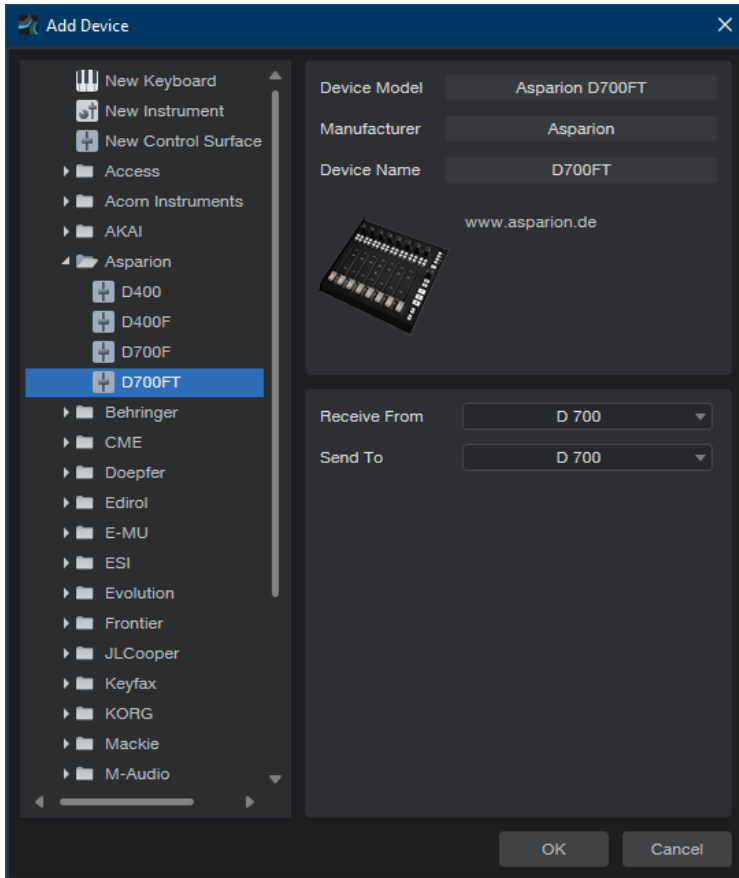 Add Device
New Keyboard
New Instrument
New Control Surface
Access
Acorn Instruments
AKAI
Asparion
D400
D400F
D700F
D700FT
Behringer
CME
Doepfer
Edirol
E-MU
ESI
Evolution
Frontier
JLCooper
Keyfax
KORG
Mackie
M-Audio
Device Model Asparion D700FT
Manufacturer Asparion
Device Name D700FT
www.asparion.de
Receive From D 700
Send To D 700
OK Cancel